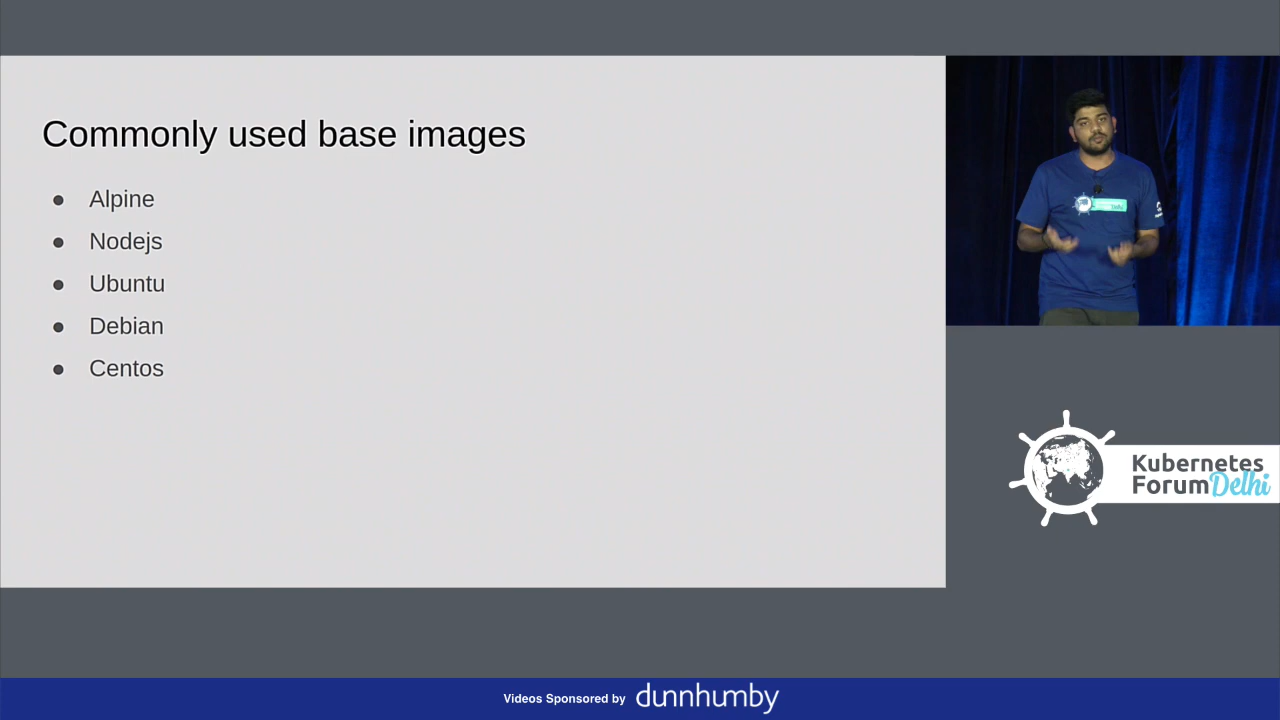 Commonly used base images
● Alpine
● Nodejs
● Ubuntu
● Debian
● Centos
Kubernetes
Forum Delhi
Videos Sponsored by dunnhumby